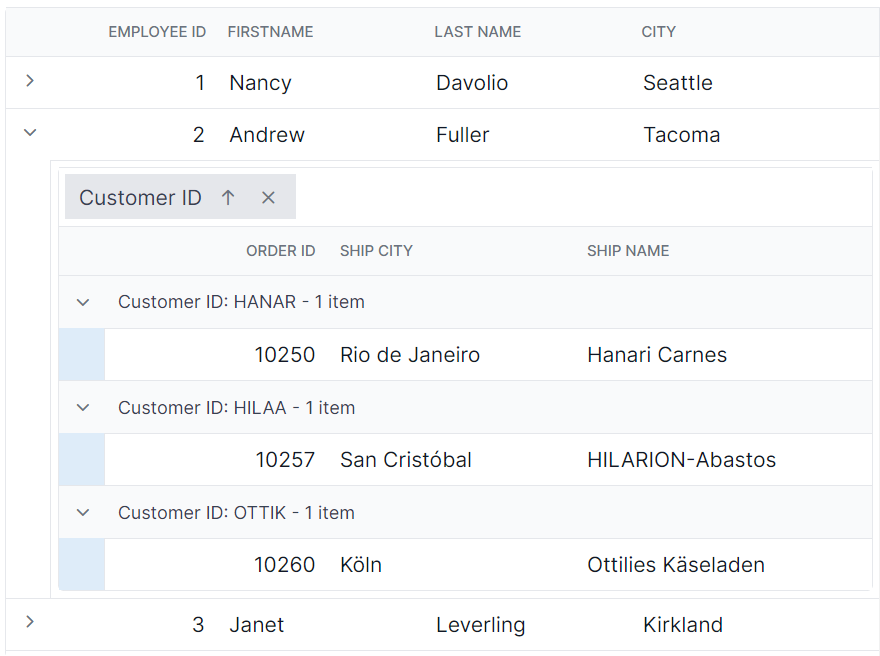 EMPLOYEE ID FIRSTNAME LAST NAME CITY
1 Nancy Davolio Seattle
2 Andrew Fuller Tacoma
Customer ID
ORDER ID SHIP CITY SHIP NAME
Customer ID: HANAR - 1 item
10250 Rio de Janeiro Hanari Carnes
Customer ID: HILAA - 1 item
10257 San Cristóbal HILARION-Abastos
Customer ID: OTTIK - 1 item
10260 Köln Ottilies Käseladen
3 Janet Leverling Kirkland